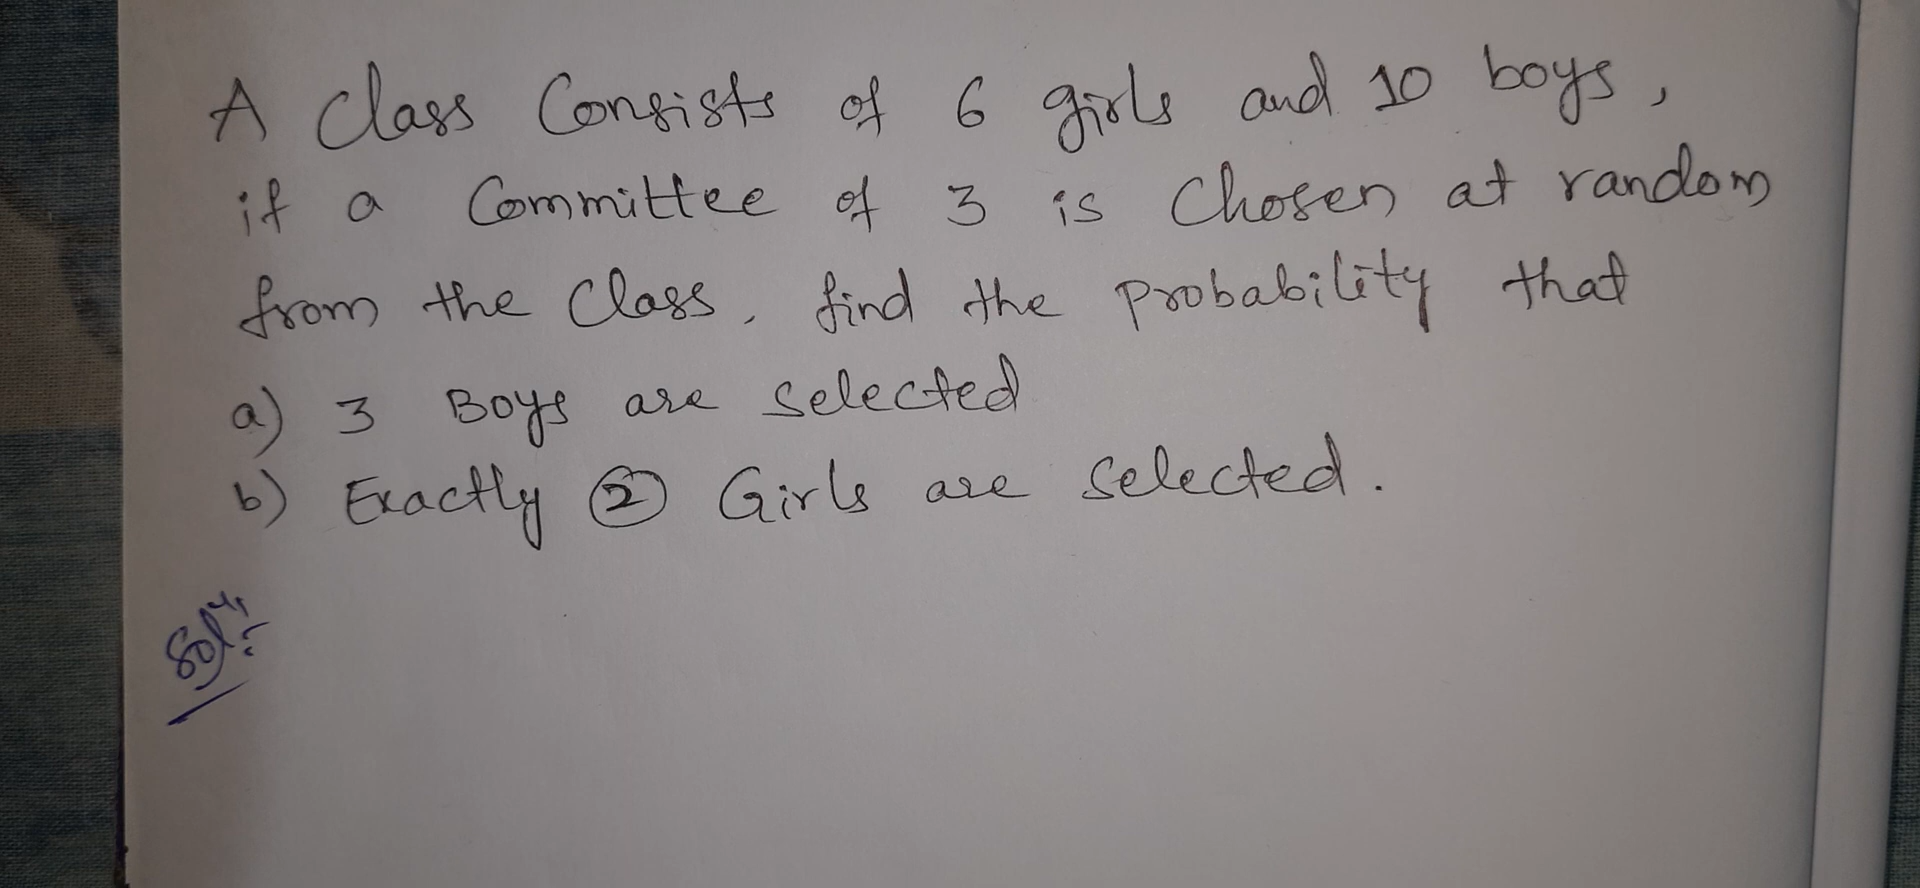 A Class Consists of 6 girls and 10 boys,
if a Committee of 3 is Chosen at random
from the Class, find the probability that
a) 3 Boys are selected
b) Exactly ② Girls are selected.
Solⁿ: